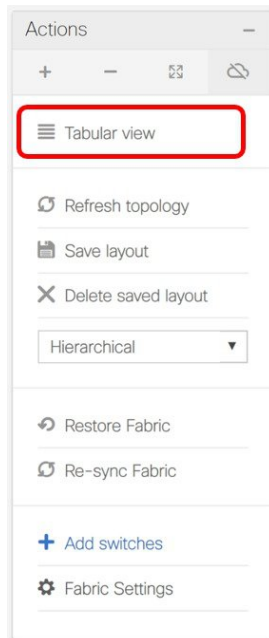 Actions
Tabular view
Refresh topology
Save layout
Delete saved layout
Hierarchical
Restore Fabric
Re-sync Fabric
Add switches
Fabric Settings